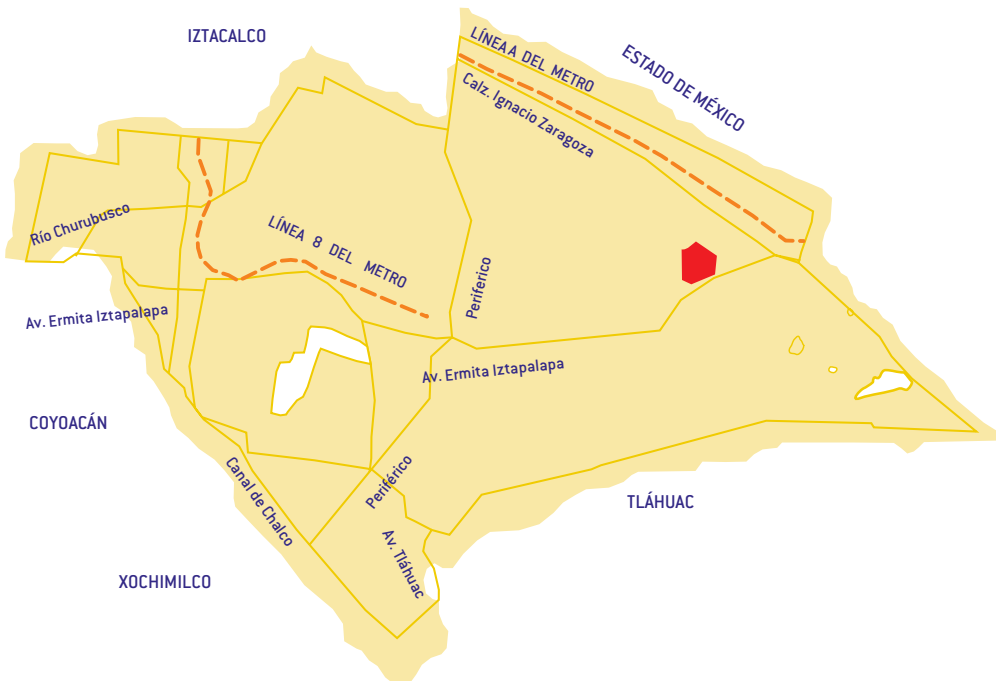 IZTACALCO
LÍNEA A DEL METRO
ESTADO DE MÉXICO
Calz. Ignacio Zaragoza
Río Churubusco
LÍNEA 8 DEL METRO
Periferico
Av. Ermita Iztapalapa
Av. Ermita Iztapalapa
COYOACÁN
Canal de Chalco
Periférico
TLÁHUAC
Av. Tláhuac
XOCHIMILCO